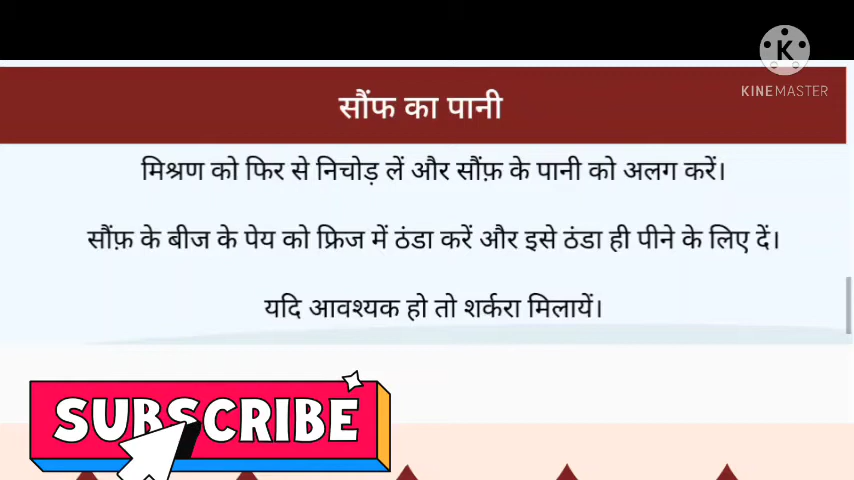 K
KINEMASTER
सौंफ का पानी
मिश्रण को फिर से निचोड़ लें और सौंफ़ के पानी को अलग करें।
सौंफ़ के बीज के पेय को फ्रिज में ठंडा करें और इसे ठंडा ही पीने के लिए दें।
यदि आवश्यक हो तो शर्करा मिलायें।
SUBSCRIBE